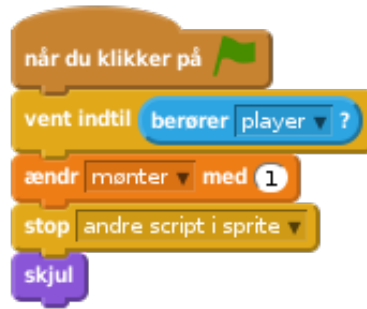 når du klikker på
vent indtil berører player ?
ændr mønter med 1
stop andre script i sprite
skjul